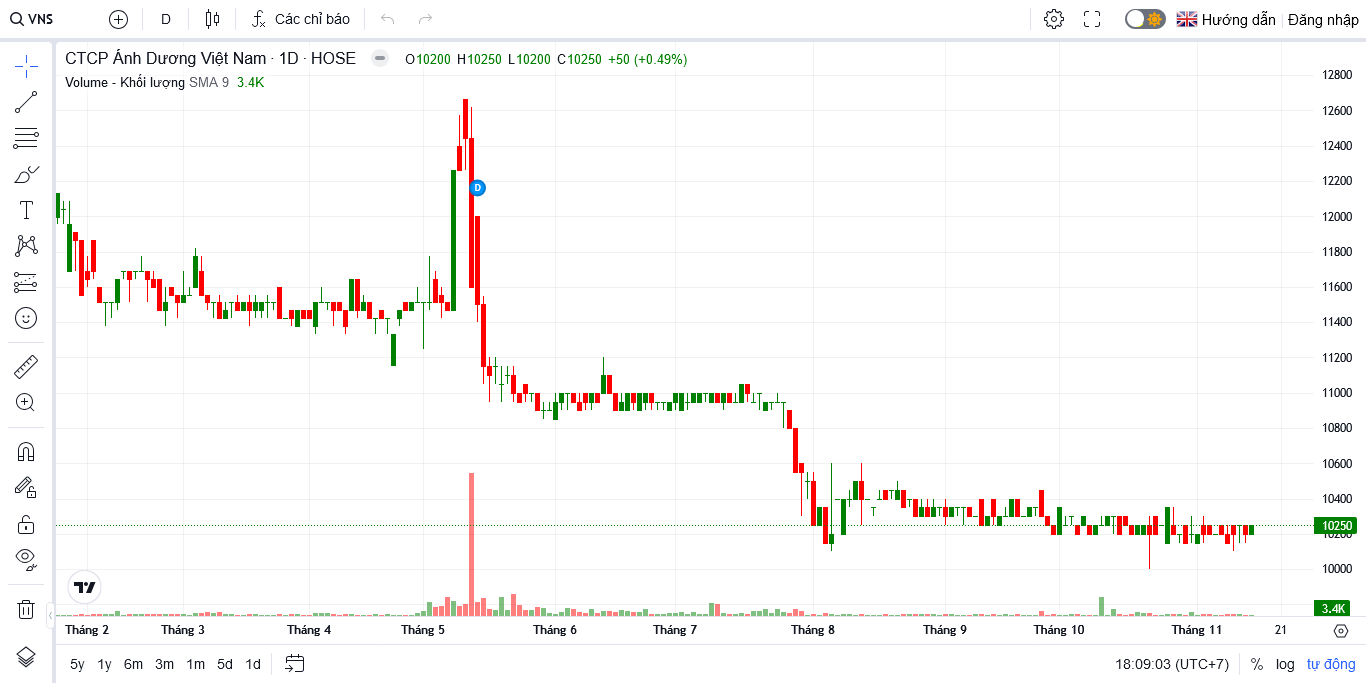 VNS D Các chỉ báo Hướng dẫn Đăng nhập
CTCP Ánh Dương Việt Nam · 1D · HOSE O10200 H10250 L10200 C10250 +50 (+0.49%)
Volume - Khối lượng SMA 9 3.4K
D
12800
12600
12400
12200
12000
11800
11600
11400
11200
11000
10800
10600
10400
10250
10200
10000
3.4K
Tháng 2 Tháng 3 Tháng 4 Tháng 5 Tháng 6 Tháng 7 Tháng 8 Tháng 9 Tháng 10 Tháng 11 21
5y 1y 6m 3m 1m 5d 1d 18:09:03 (UTC+7) % log tự động